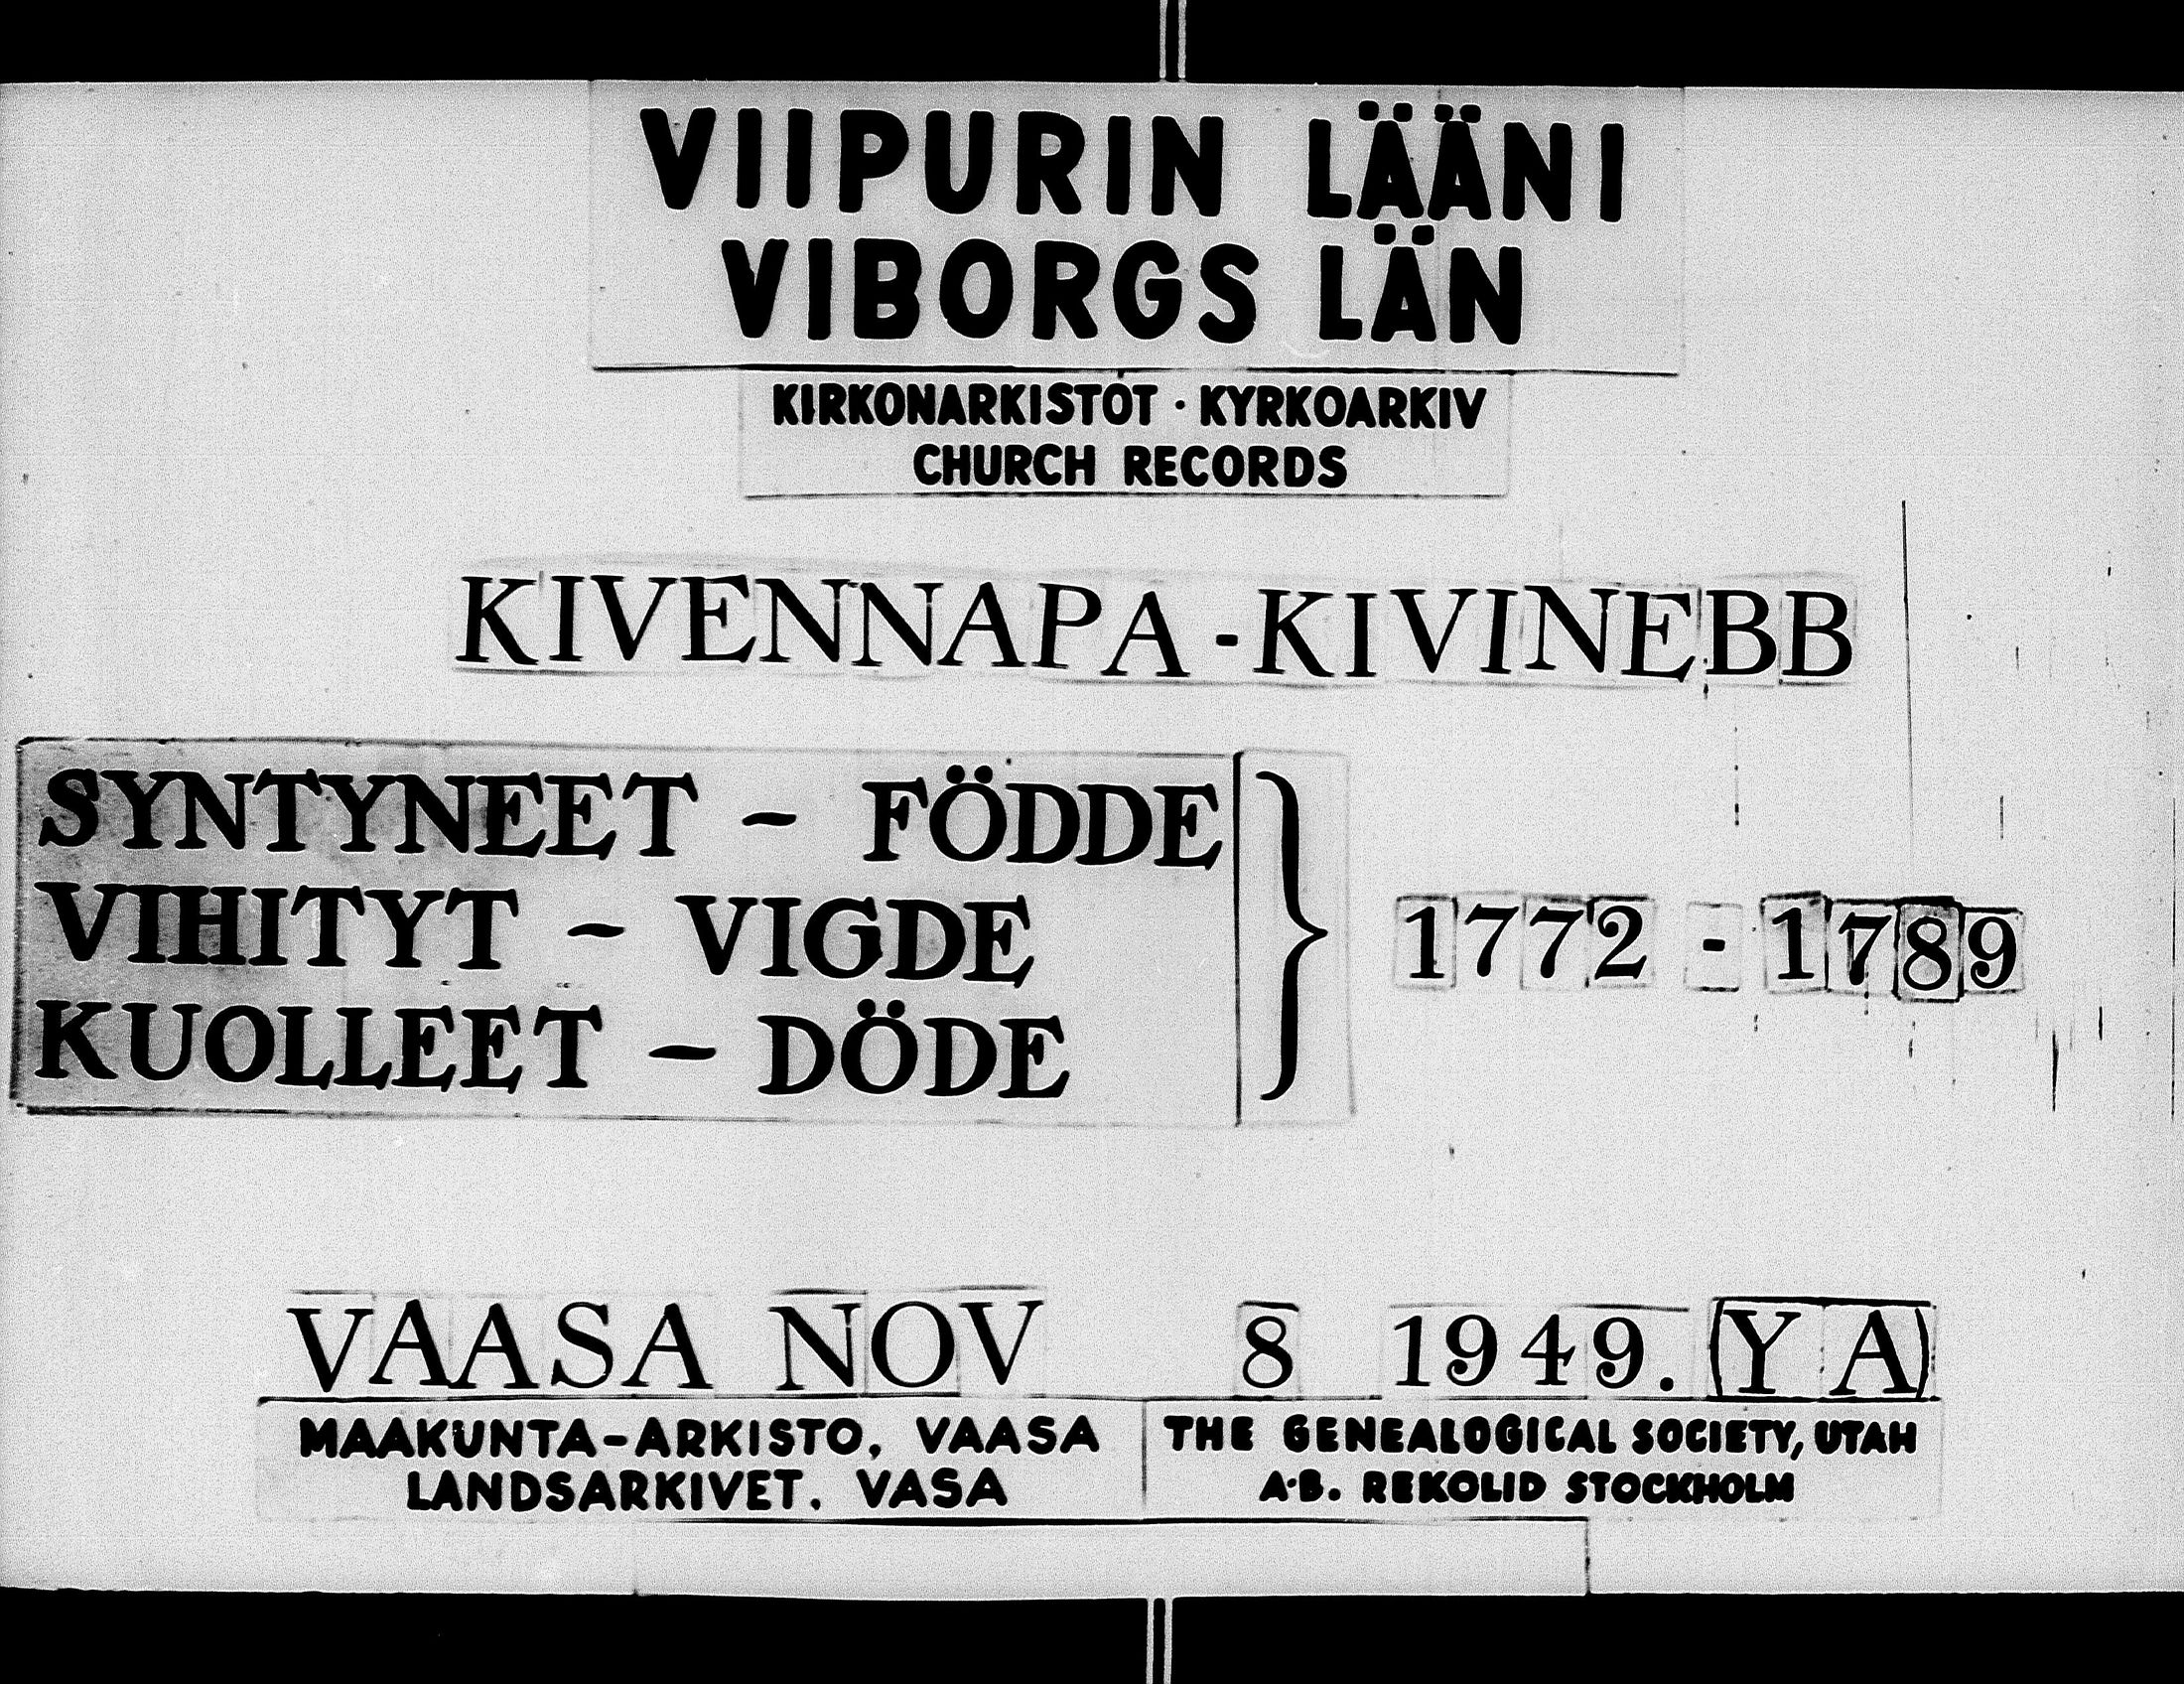 VIIPURIN LÄÄNI
VIBORGS LÄN
KIRKONARKISTOT · KYRKOARKIV
CHURCH RECORDS
KIVENNAPA-KIVINEBB
SYNTYNEET - FÖDDE
VIHITYT - VIGDE
KUOLLEET - DÖDE
1772 - 1789
VAASA NOV 8 1949. (Y A)
MAAKUNTA-ARKISTO, VAASA
LANDSARKIVET. VASA
THE GENEALOGICAL SOCIETY, UTAH
A·B. REKOLID STOCKHOLM